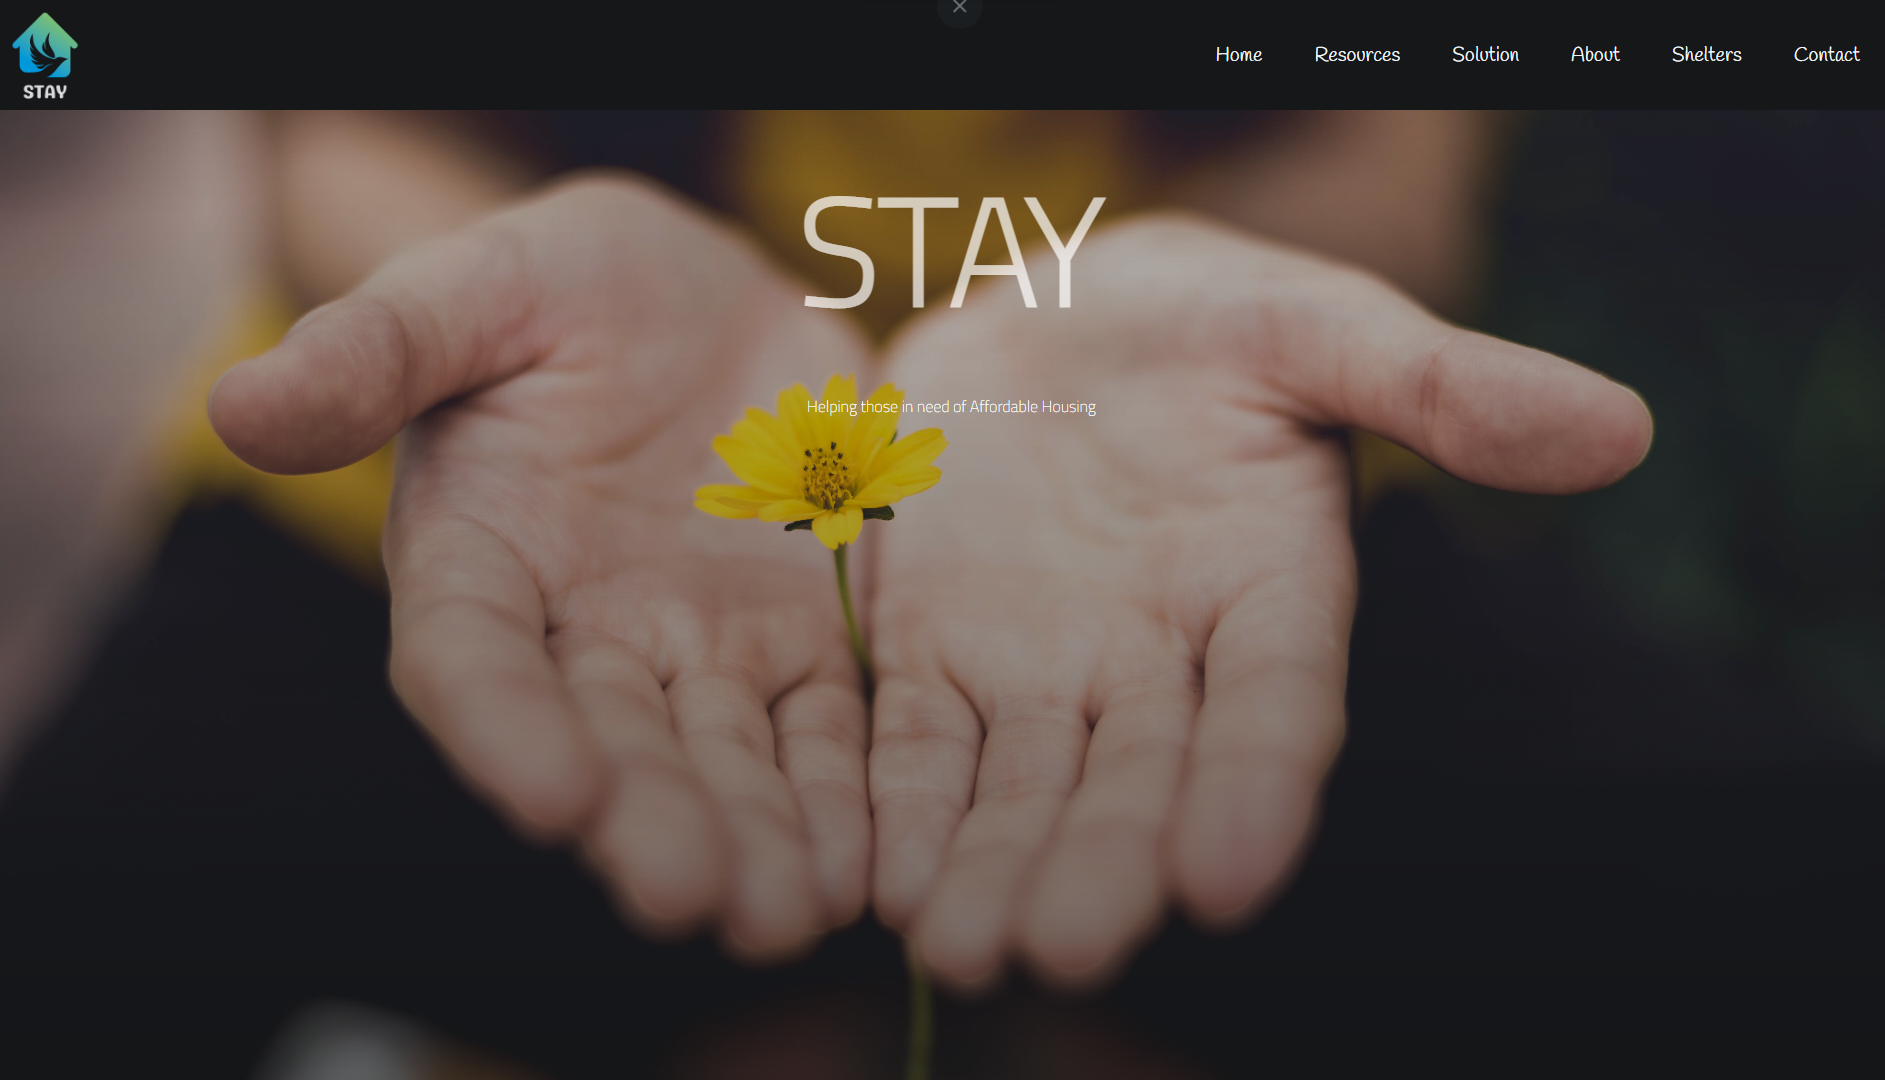 STAY
Home Resources Solution About Shelters Contact
STAY
Helping those in need of Affordable Housing